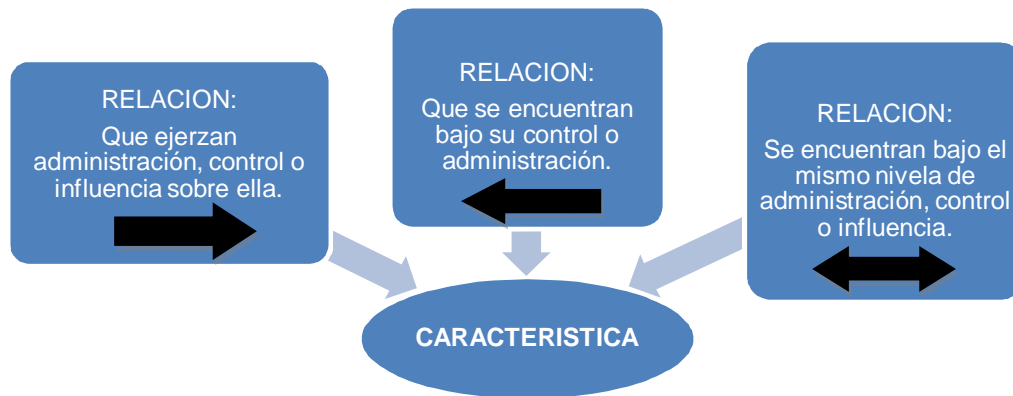 RELACION:
Que ejerzan
administración, control o
influencia sobre ella.
RELACION:
Que se encuentran
bajo su control o
administración.
RELACION:
Se encuentran bajo el
mismo nivela de
administración, control
o influencia.
CARACTERISTICA